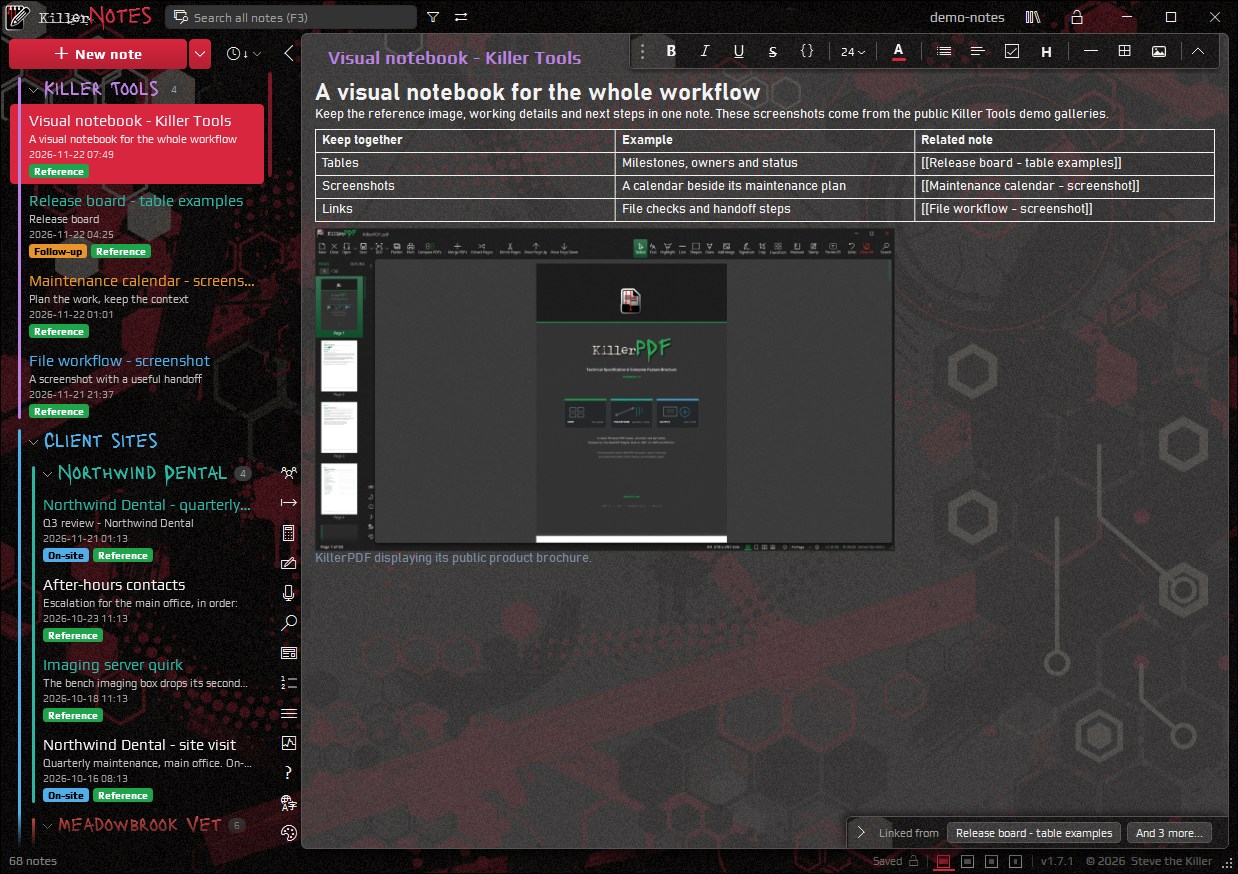 KillerNOTES
Search all notes (F3)
demo-notes
+ New note
KILLER TOOLS 4
Visual notebook - Killer Tools
A visual notebook for the whole workflow
2026-11-22 07:49
Reference
Release board - table examples
Release board
2026-11-22 04:25
Follow-up Reference
Maintenance calendar - screens...
Plan the work, keep the context
2026-11-22 01:01
Reference
File workflow - screenshot
A screenshot with a useful handoff
2026-11-21 21:37
Reference
CLIENT SITES
NORTHWIND DENTAL 4
Northwind Dental - quarterly...
Q3 review - Northwind Dental
2026-11-21 01:13
On-site Reference
After-hours contacts
Escalation for the main office, in order:
2026-10-23 11:13
Reference
Imaging server quirk
The bench imaging box drops its second...
2026-10-18 11:13
Reference
Northwind Dental - site visit
Quarterly maintenance, main office. On-...
2026-10-16 08:13
On-site Reference
MEADOWBROOK VET 6
68 notes
Visual notebook - Killer Tools
B I U S {} 24 A H
A visual notebook for the whole workflow
Keep the reference image, working details and next steps in one note. These screenshots come from the public Killer Tools demo galleries.
Keep together Example Related note
Tables Milestones, owners and status [[Release board - table examples]]
Screenshots A calendar beside its maintenance plan [[Maintenance calendar - screenshot]]
Links File checks and handoff steps [[File workflow - screenshot]]
KillerPDF
Technical Specification & Complete Feature Brochure
KillerPDF displaying its public product brochure.
Linked from Release board - table examples And 3 more...
Saved v1.7.1 © 2026 Steve the Killer